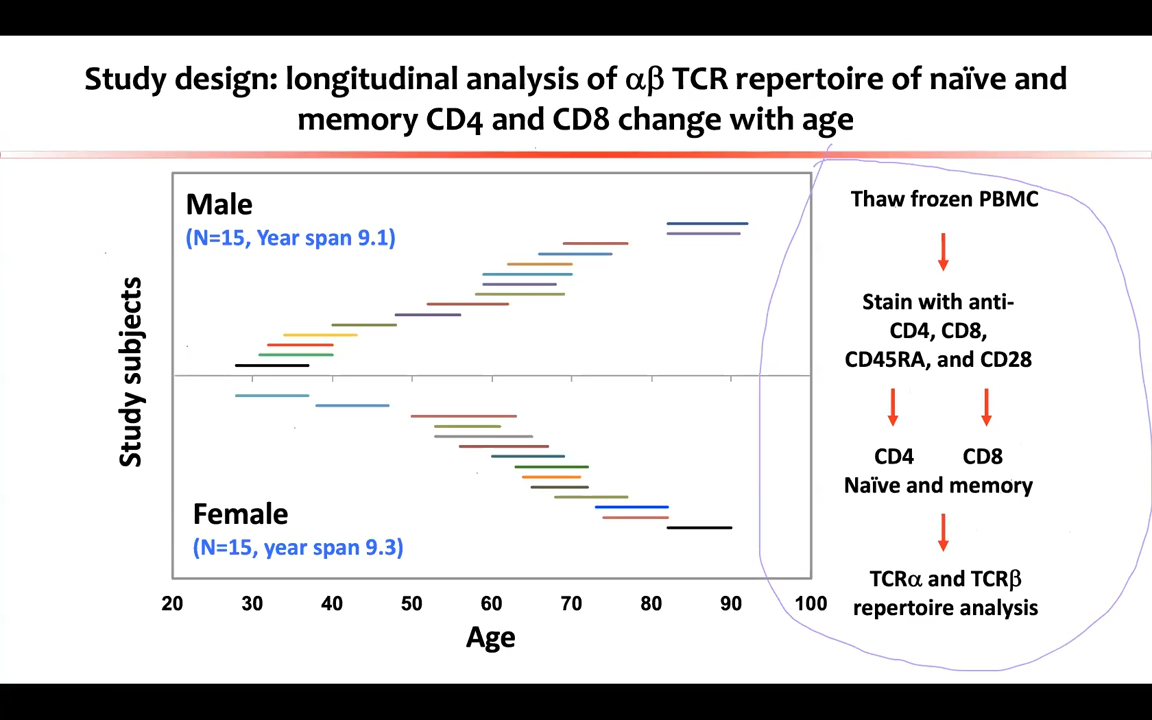 Study design: longitudinal analysis of αβ TCR repertoire of naïve and
memory CD4 and CD8 change with age
Male
(N=15, Year span 9.1)
Study subjects
Female
(N=15, year span 9.3)
20 30 40 50 60 70 80 90 100
Age
Thaw frozen PBMC
Stain with anti-
CD4, CD8,
CD45RA, and CD28
CD4 CD8
Naïve and memory
TCRα and TCRβ
repertoire analysis